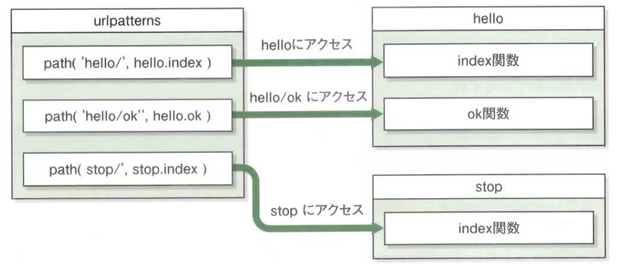 urlpatterns
path( 'hello/', hello.index )
path( 'hello/ok'', hello.ok )
path( stop/', stop.index )
helloにアクセス
hello/ok にアクセス
stop にアクセス
hello
index関数
ok関数
stop
index関数